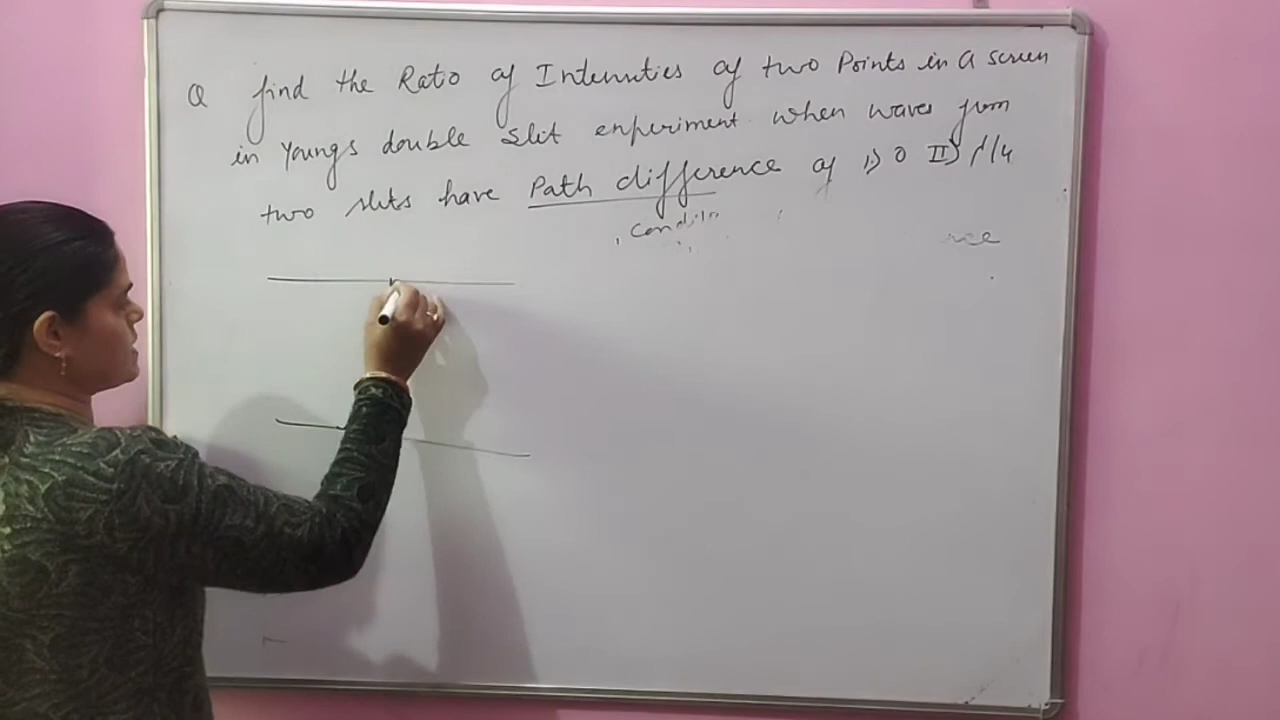 Q find the Ratio of Intensities of two Points in a screen
in Youngs double slit experiment when waves from
two slits have Path difference of i) 0 II) λ/4